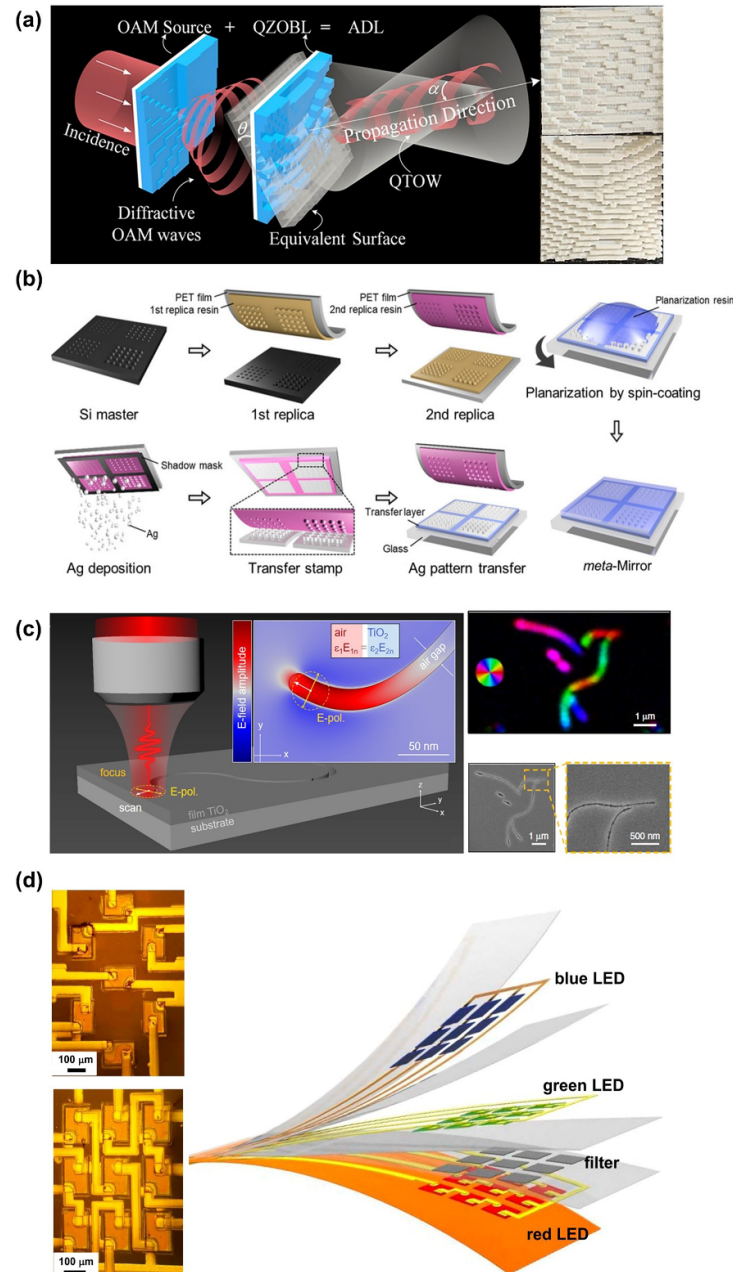 (a)
OAM Source + QZOBL = ADL
Incidence
θ
α
Propagation Direction
QTOW
Diffractive
OAM waves
Equivalent Surface
(b)
PET film
1st replica resin
PET film
2nd replica resin
Planarization resin
Si master
1st replica
2nd replica
Planarization by spin-coating
Shadow mask
Ag
Transfer layer
Glass
Ag deposition
Transfer stamp
Ag pattern transfer
meta-Mirror
(c)
E-field amplitude
air TiO₂
ε₁E₁ₙ = ε₂E₂ₙ
air gap
E-pol.
y
x
50 nm
focus
E-pol.
scan
film TiO₂
substrate
z
y
x
1 μm
1 μm
500 nm
(d)
100 μm
100 μm
blue LED
green LED
filter
red LED